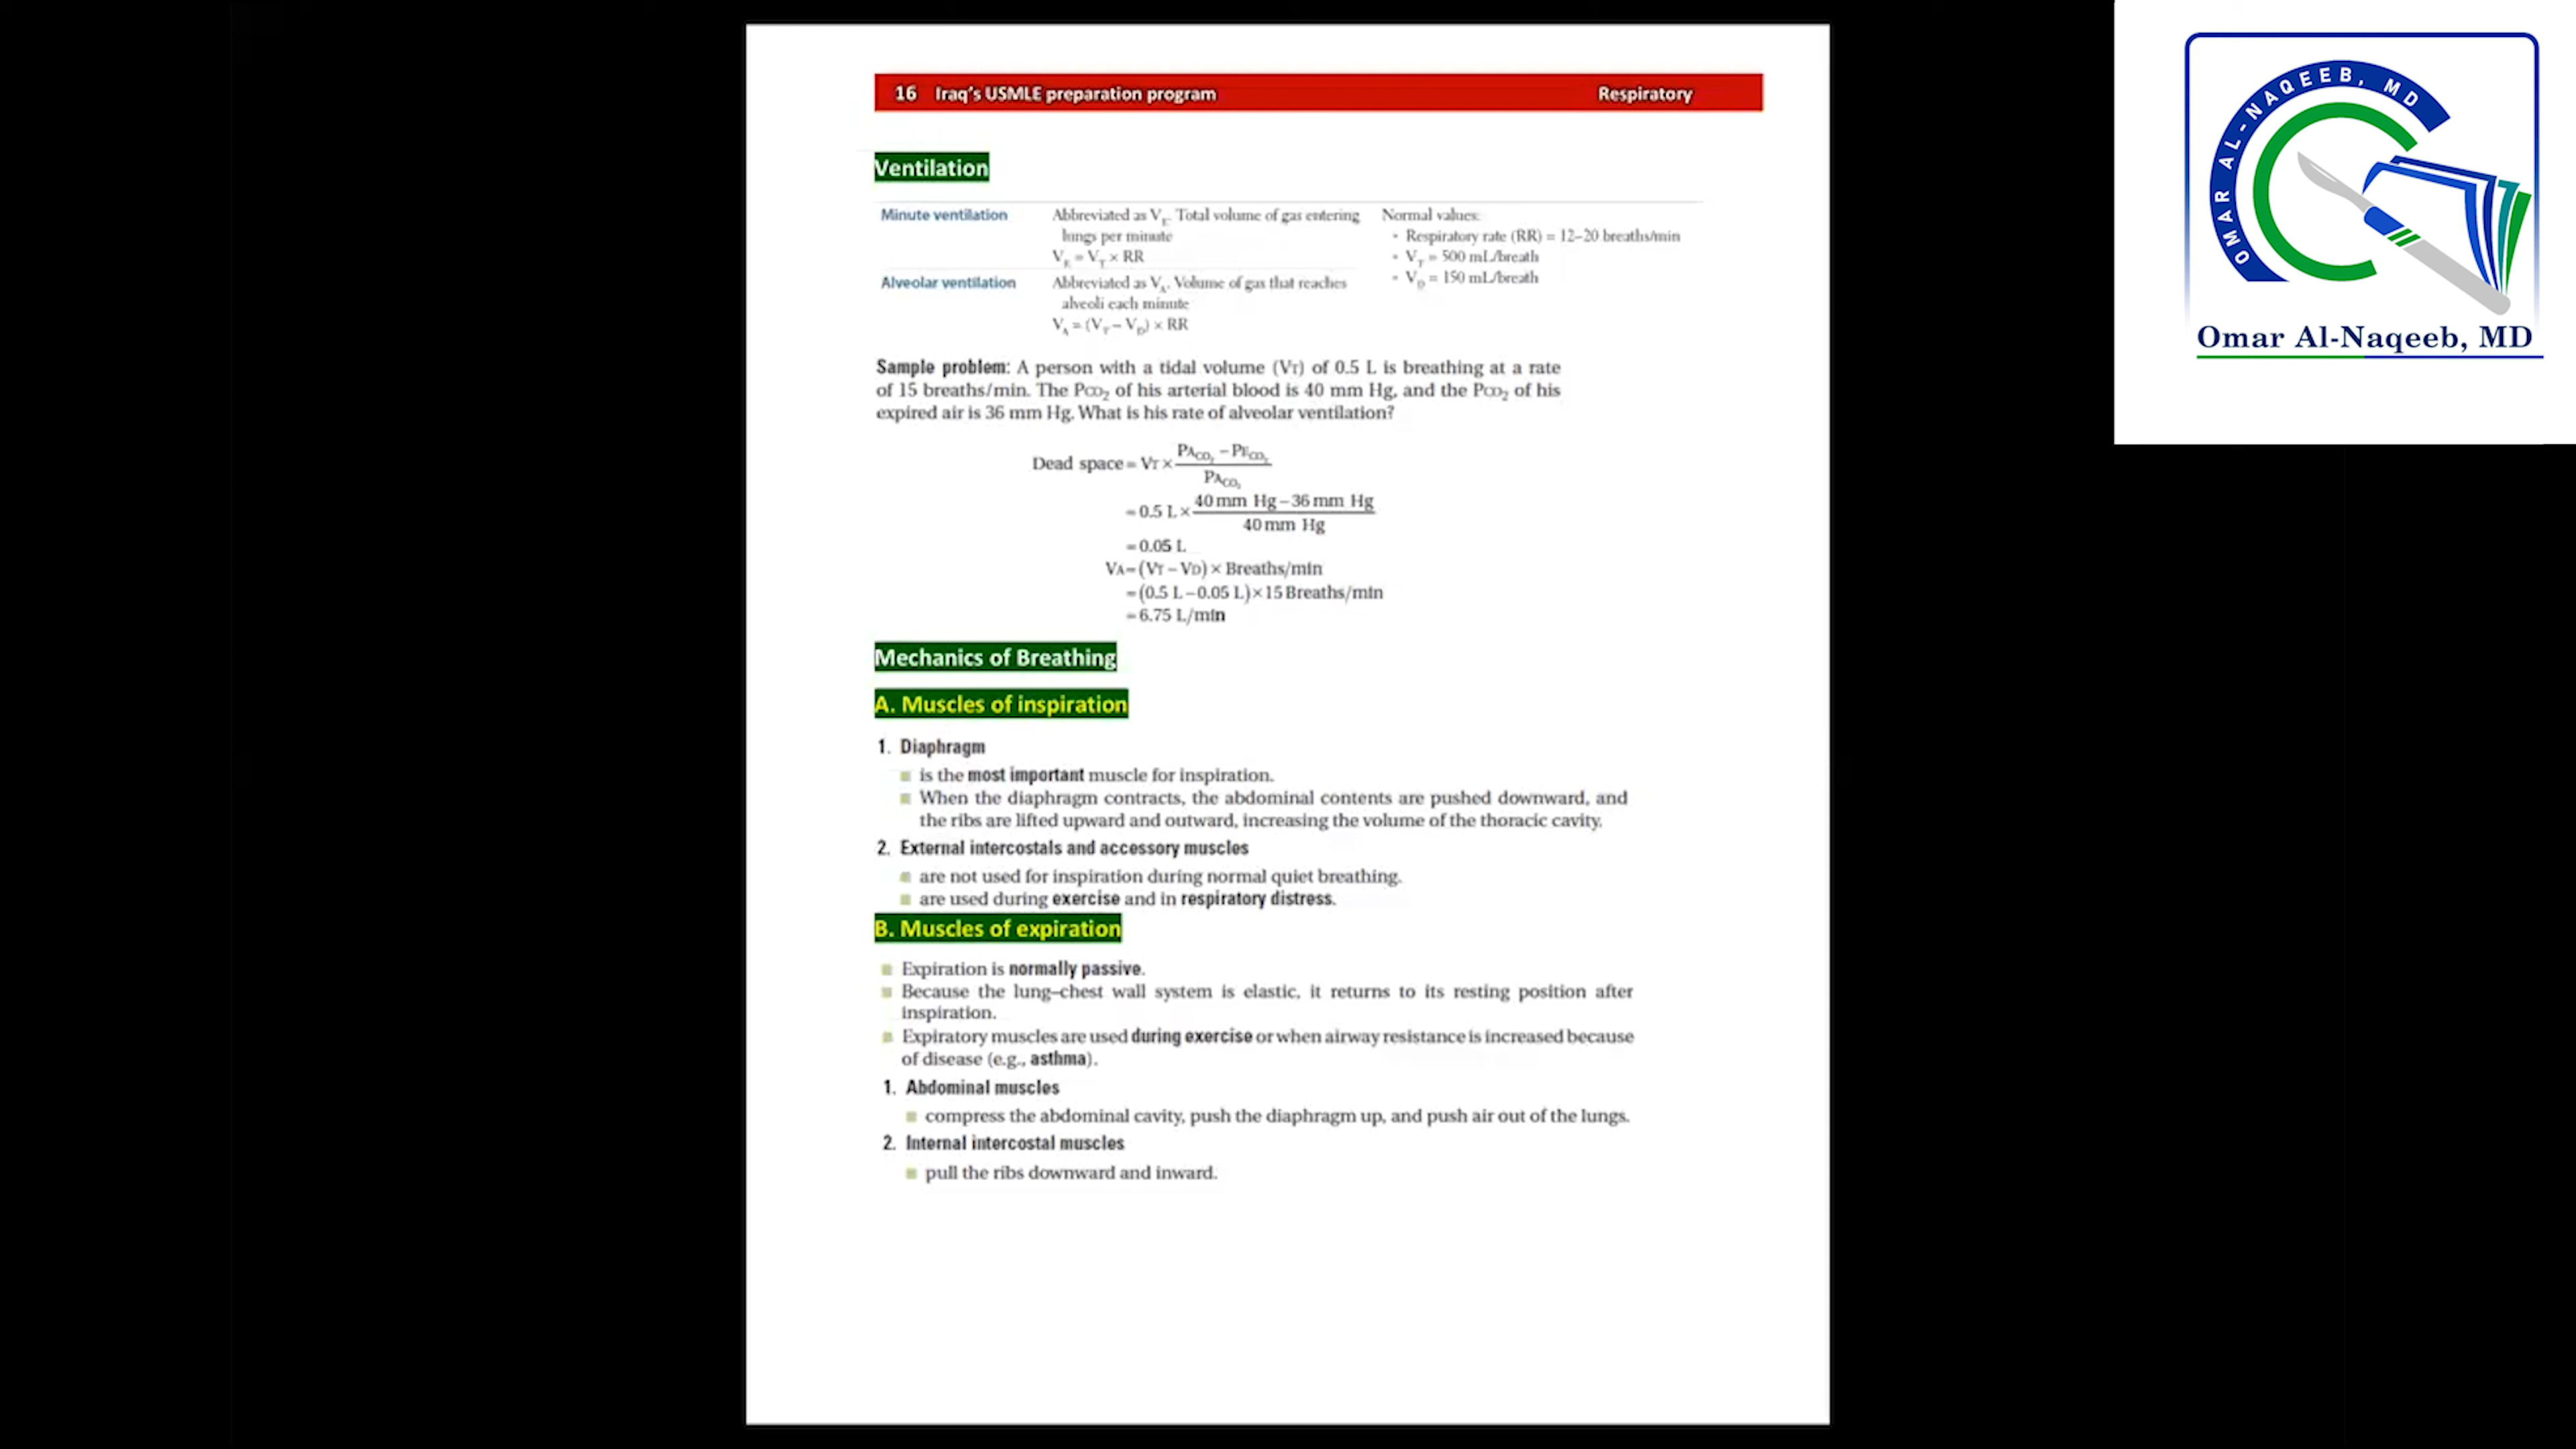 16 Iraq's USMLE preparation program Respiratory
OMAR AL-NAQEEB, MD
Omar Al-Naqeeb, MD
Ventilation
Minute ventilation Abbreviated as VE. Total volume of gas entering
lungs per minute
VE = VT × RR
Alveolar ventilation Abbreviated as VA. Volume of gas that reaches
alveoli each minute
VA = (VT − VD) × RR
Normal values:
• Respiratory rate (RR) = 12–20 breaths/min
• VT = 500 mL/breath
• VD = 150 mL/breath
Sample problem: A person with a tidal volume (VT) of 0.5 L is breathing at a rate
of 15 breaths/min. The PCO2 of his arterial blood is 40 mm Hg, and the PCO2 of his
expired air is 36 mm Hg. What is his rate of alveolar ventilation?
Dead space = VT × PACO2 − PECO2
PACO2
= 0.5 L × 40 mm Hg − 36 mm Hg
40 mm Hg
= 0.05 L
VA = (VT − VD) × Breaths/min
= (0.5 L − 0.05 L) × 15 Breaths/min
= 6.75 L/min
Mechanics of Breathing
A. Muscles of inspiration
1. Diaphragm
■ is the most important muscle for inspiration.
■ When the diaphragm contracts, the abdominal contents are pushed downward, and
the ribs are lifted upward and outward, increasing the volume of the thoracic cavity.
2. External intercostals and accessory muscles
■ are not used for inspiration during normal quiet breathing.
■ are used during exercise and in respiratory distress.
B. Muscles of expiration
■ Expiration is normally passive.
■ Because the lung–chest wall system is elastic, it returns to its resting position after
inspiration.
■ Expiratory muscles are used during exercise or when airway resistance is increased because
of disease (e.g., asthma).
1. Abdominal muscles
■ compress the abdominal cavity, push the diaphragm up, and push air out of the lungs.
2. Internal intercostal muscles
■ pull the ribs downward and inward.